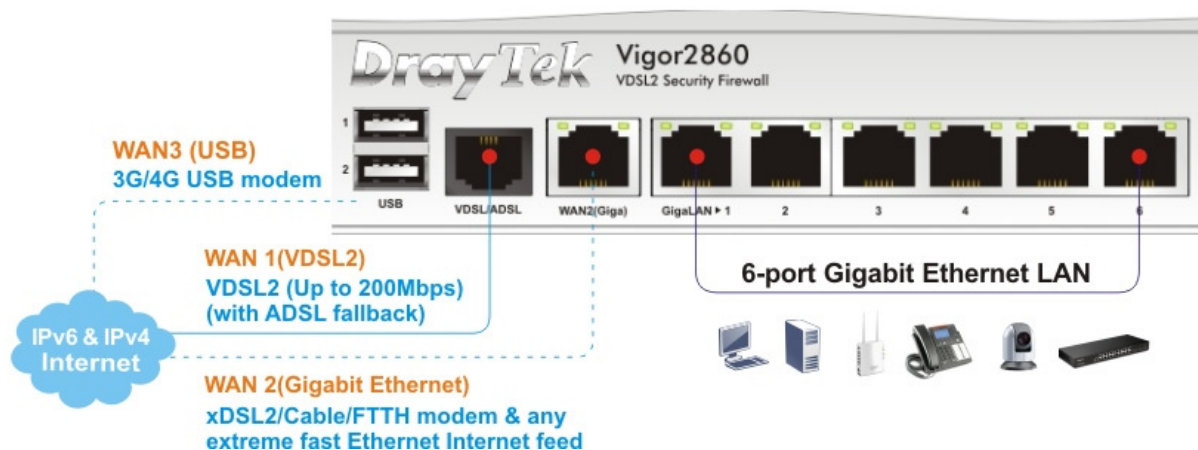 DrayTek
Vigor2860
VDSL2 Security Firewall
1
2
USB
VDSL/ADSL
WAN2(Giga)
GigaLAN ▶ 1
2
3
4
5
6
WAN3 (USB)
3G/4G USB modem
WAN 1(VDSL2)
VDSL2 (Up to 200Mbps)
(with ADSL fallback)
6-port Gigabit Ethernet LAN
IPv6 & IPv4
Internet
WAN 2(Gigabit Ethernet)
xDSL2/Cable/FTTH modem & any
extreme fast Ethernet Internet feed